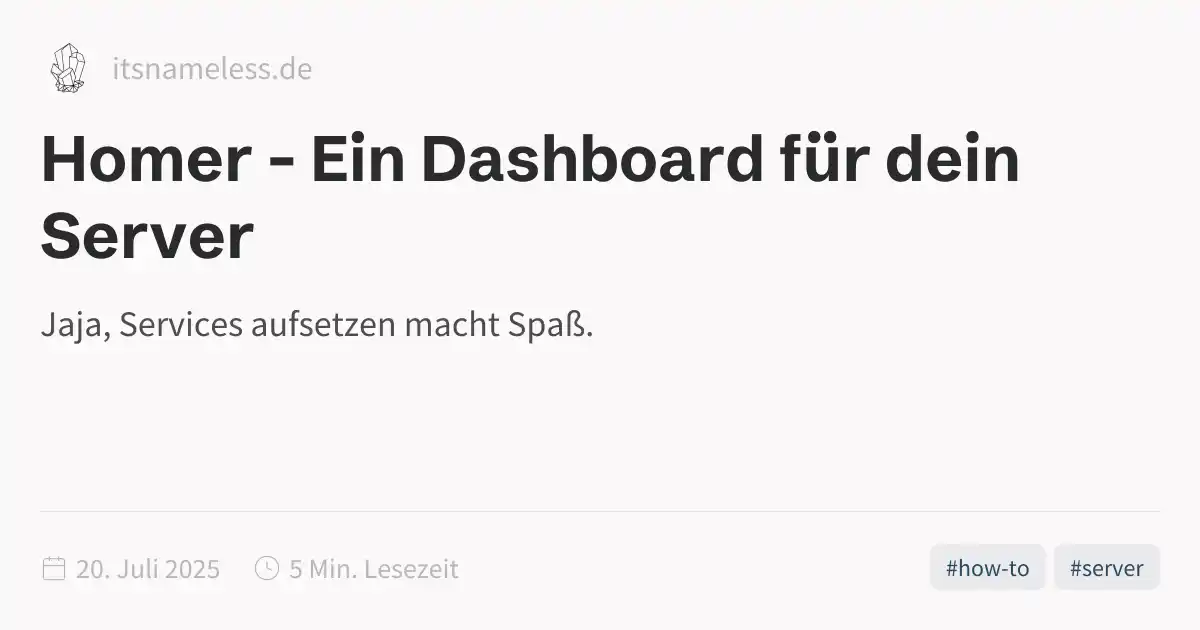 itsnameless.de
Homer - Ein Dashboard für dein
Server
Jaja, Services aufsetzen macht Spaß.
20. Juli 2025
5 Min. Lesezeit
#how-to
#server